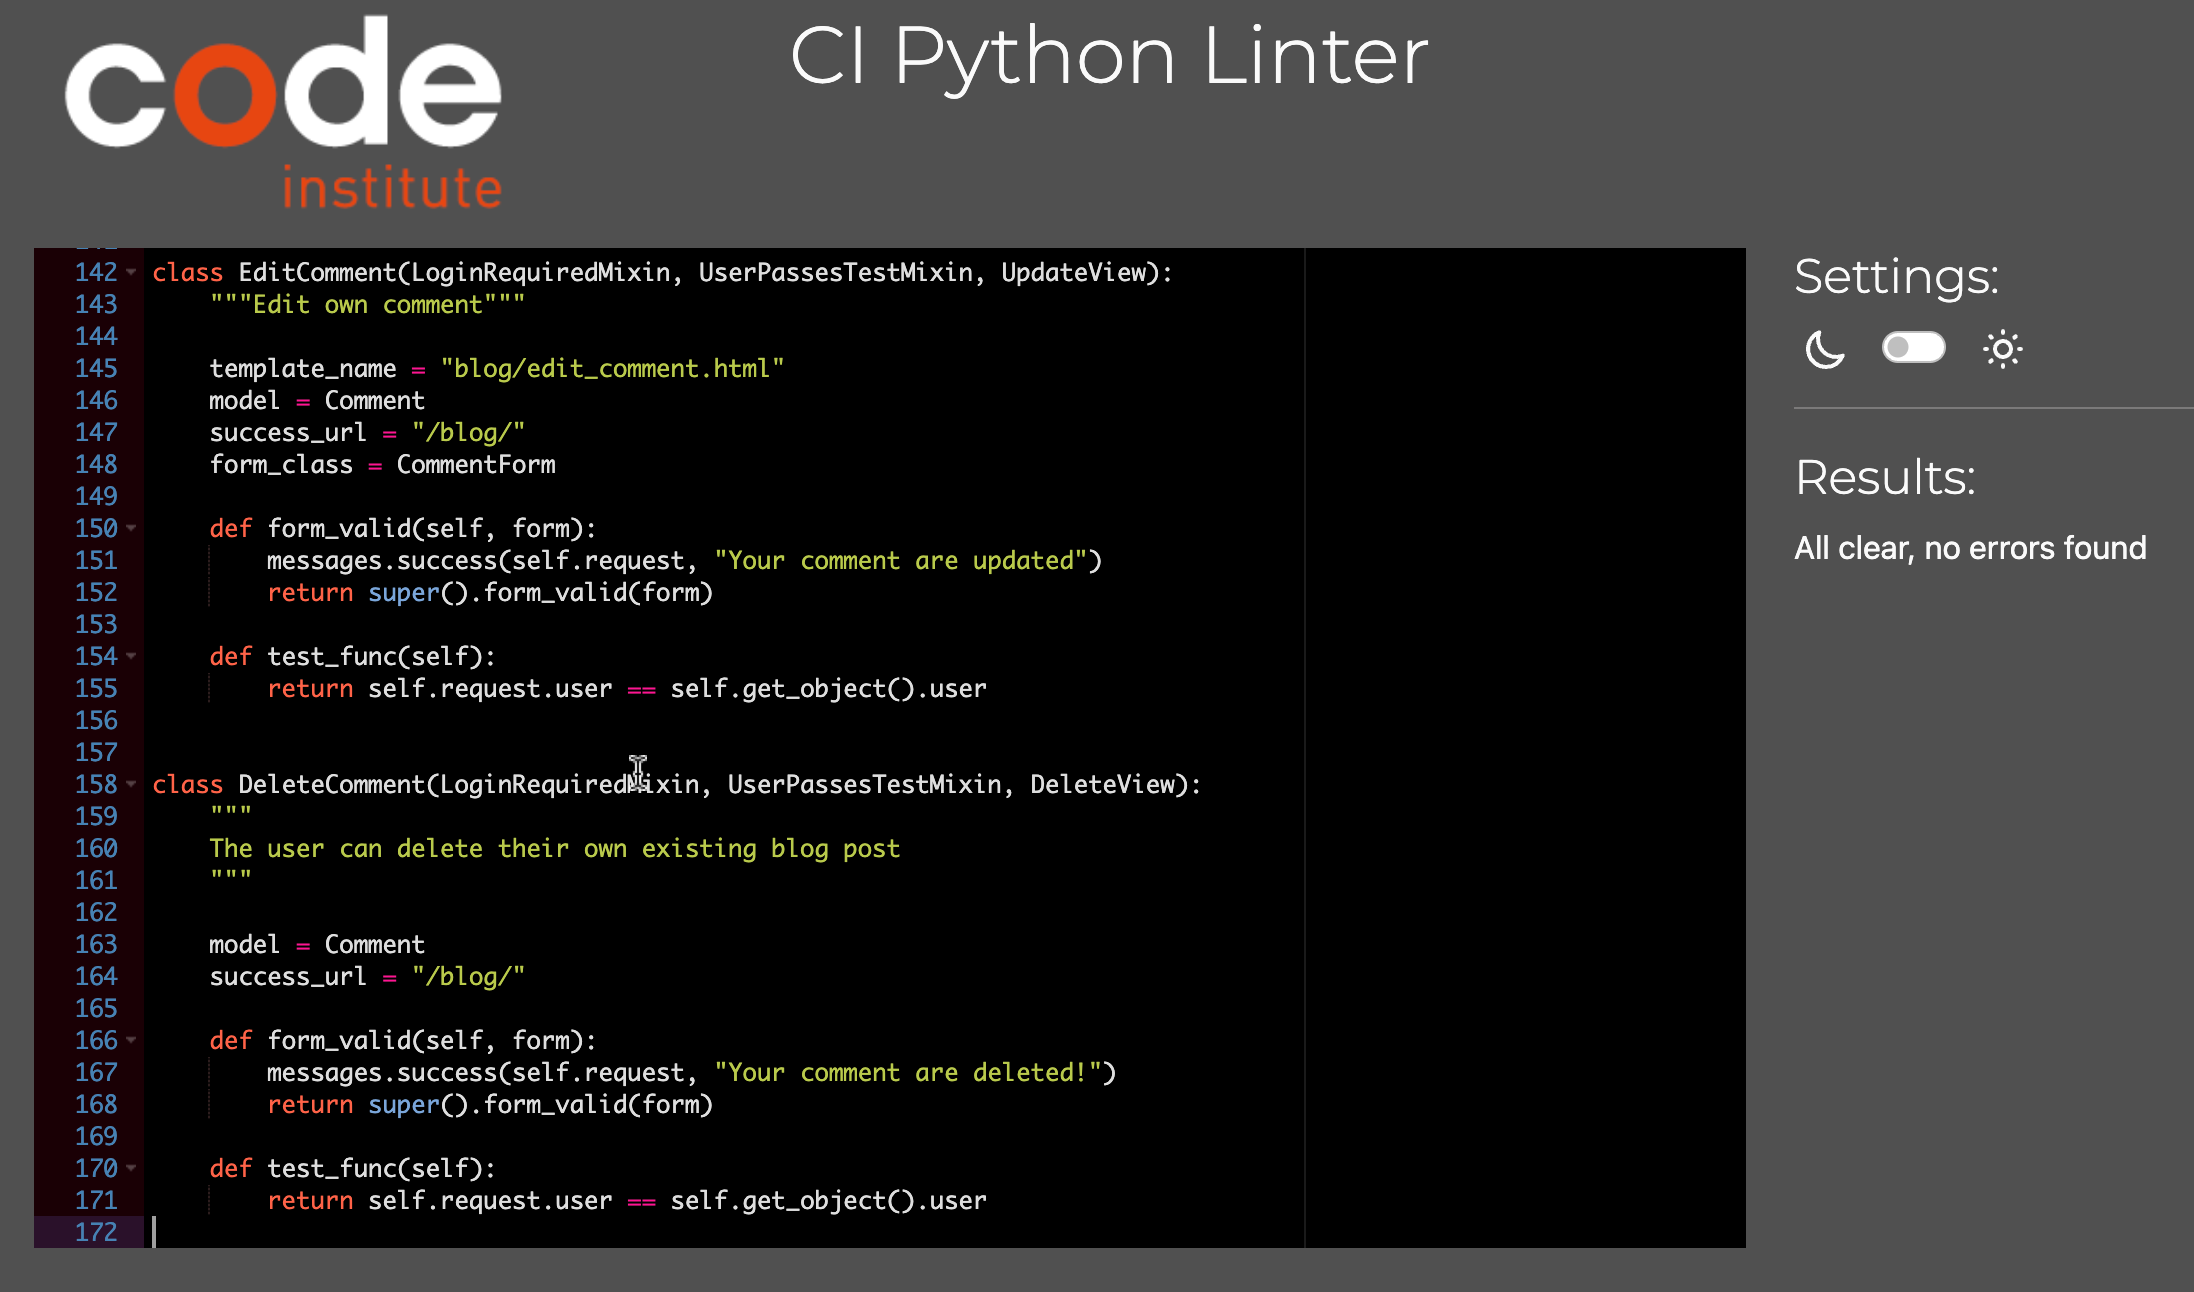 code
institute
CI Python Linter
142 class EditComment(LoginRequiredMixin, UserPassesTestMixin, UpdateView):
143     """Edit own comment"""
144
145     template_name = "blog/edit_comment.html"
146     model = Comment
147     success_url = "/blog/"
148     form_class = CommentForm
149
150     def form_valid(self, form):
151         messages.success(self.request, "Your comment are updated")
152         return super().form_valid(form)
153
154     def test_func(self):
155         return self.request.user == self.get_object().user
156
157
158 class DeleteComment(LoginRequiredMixin, UserPassesTestMixin, DeleteView):
159     """
160     The user can delete their own existing blog post
161     """
162
163     model = Comment
164     success_url = "/blog/"
165
166     def form_valid(self, form):
167         messages.success(self.request, "Your comment are deleted!")
168         return super().form_valid(form)
169
170     def test_func(self):
171         return self.request.user == self.get_object().user
172
Settings:
Results:
All clear, no errors found